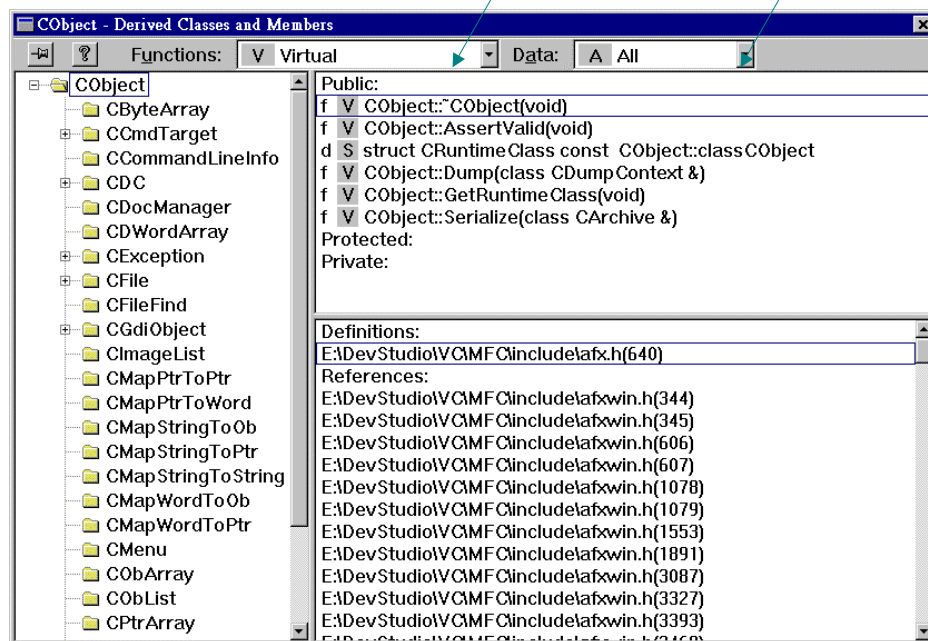 CObject - Derived Classes and Members
Functions: V Virtual Data: A All
CObject
CByteArray
CCmdTarget
CCommandLineInfo
CDC
CDocManager
CDWordArray
CException
CFile
CFileFind
CGdiObject
CImageList
CMapPtrToPtr
CMapPtrToWord
CMapStringToOb
CMapStringToPtr
CMapStringToString
CMapWordToOb
CMapWordToPtr
CMenu
CObArray
CObList
CPtrArray
Public:
f V CObject::~CObject(void)
f V CObject::AssertValid(void)
d S struct CRuntimeClass const CObject::classCObject
f V CObject::Dump(class CDumpContext &)
f V CObject::GetRuntimeClass(void)
f V CObject::Serialize(class CArchive &)
Protected:
Private:
Definitions:
E:\DevStudio\VC\MFC\include\afx.h(640)
References:
E:\DevStudio\VC\MFC\include\afxwin.h(344)
E:\DevStudio\VC\MFC\include\afxwin.h(345)
E:\DevStudio\VC\MFC\include\afxwin.h(606)
E:\DevStudio\VC\MFC\include\afxwin.h(607)
E:\DevStudio\VC\MFC\include\afxwin.h(1078)
E:\DevStudio\VC\MFC\include\afxwin.h(1079)
E:\DevStudio\VC\MFC\include\afxwin.h(1553)
E:\DevStudio\VC\MFC\include\afxwin.h(1891)
E:\DevStudio\VC\MFC\include\afxwin.h(3087)
E:\DevStudio\VC\MFC\include\afxwin.h(3327)
E:\DevStudio\VC\MFC\include\afxwin.h(3393)